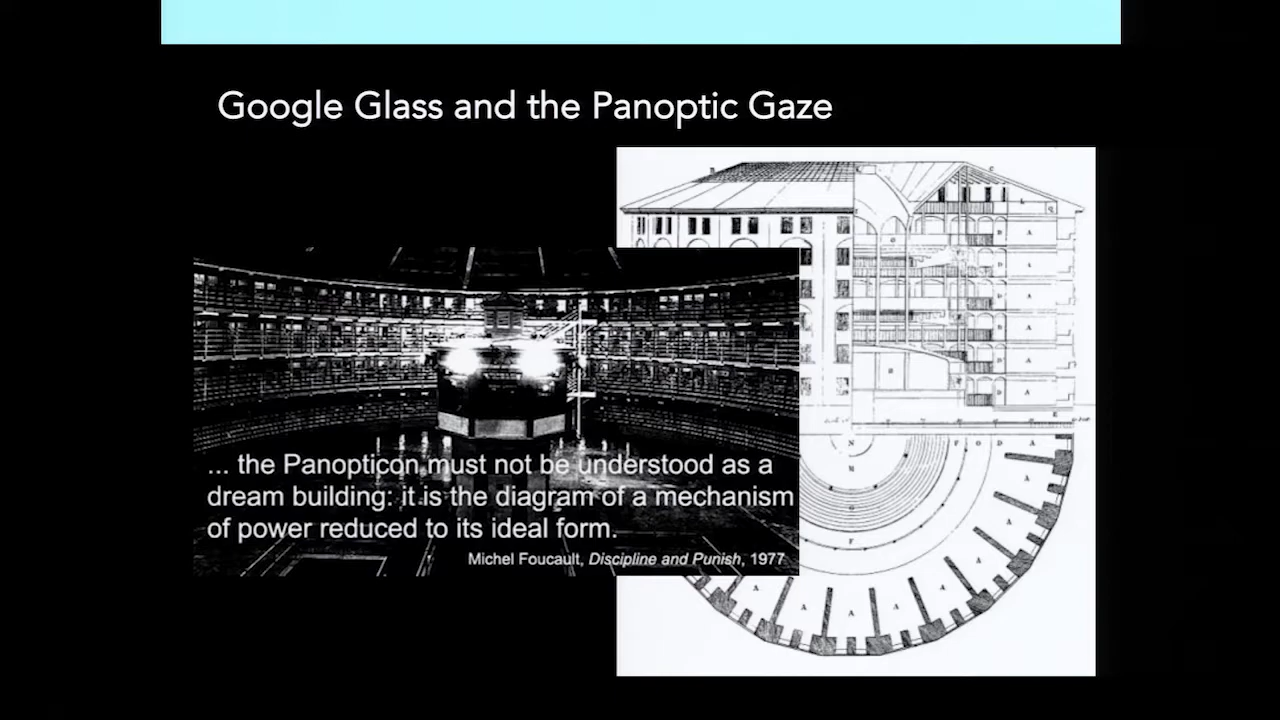 Google Glass and the Panoptic Gaze
... the Panopticon must not be understood as a
dream building: it is the diagram of a mechanism
of power reduced to its ideal form.
Michel Foucault, Discipline and Punish, 1977